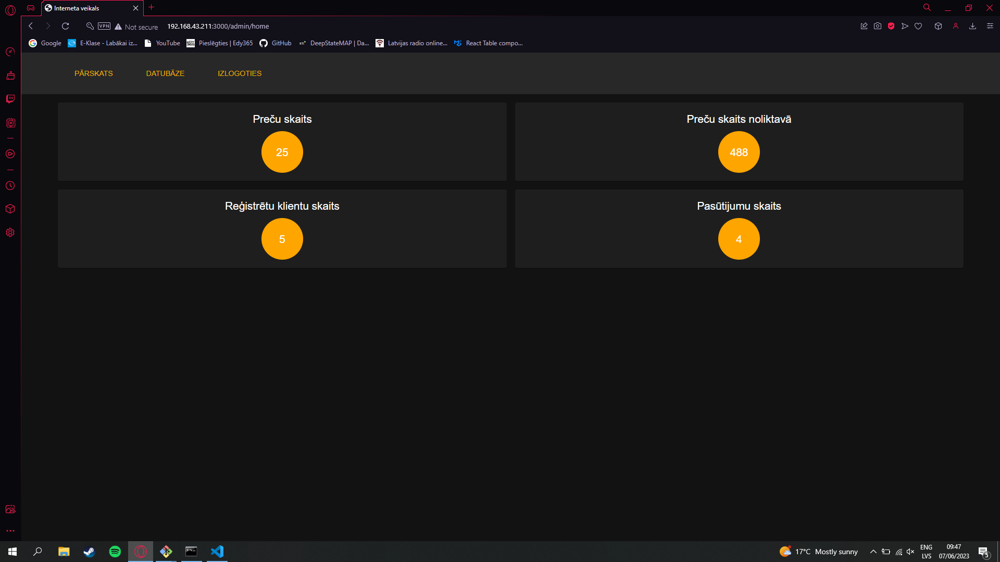 Interneta veikals
VPN
Not secure
192.168.43.211:3000/admin/home
Google
E-Klase - Labākai iz...
YouTube
Pieslēgties | Edy365
GitHub
DeepStateMAP | Da...
Latvijas radio online...
React Table compo...
PĀRSKATS
DATUBĀZE
IZLOGOTIES
Preču skaits
25
Preču skaits noliktavā
488
Reģistrētu klientu skaits
5
Pasūtijumu skaits
4
17°C Mostly sunny
ENG
LVS
09:47
07/06/2023
5